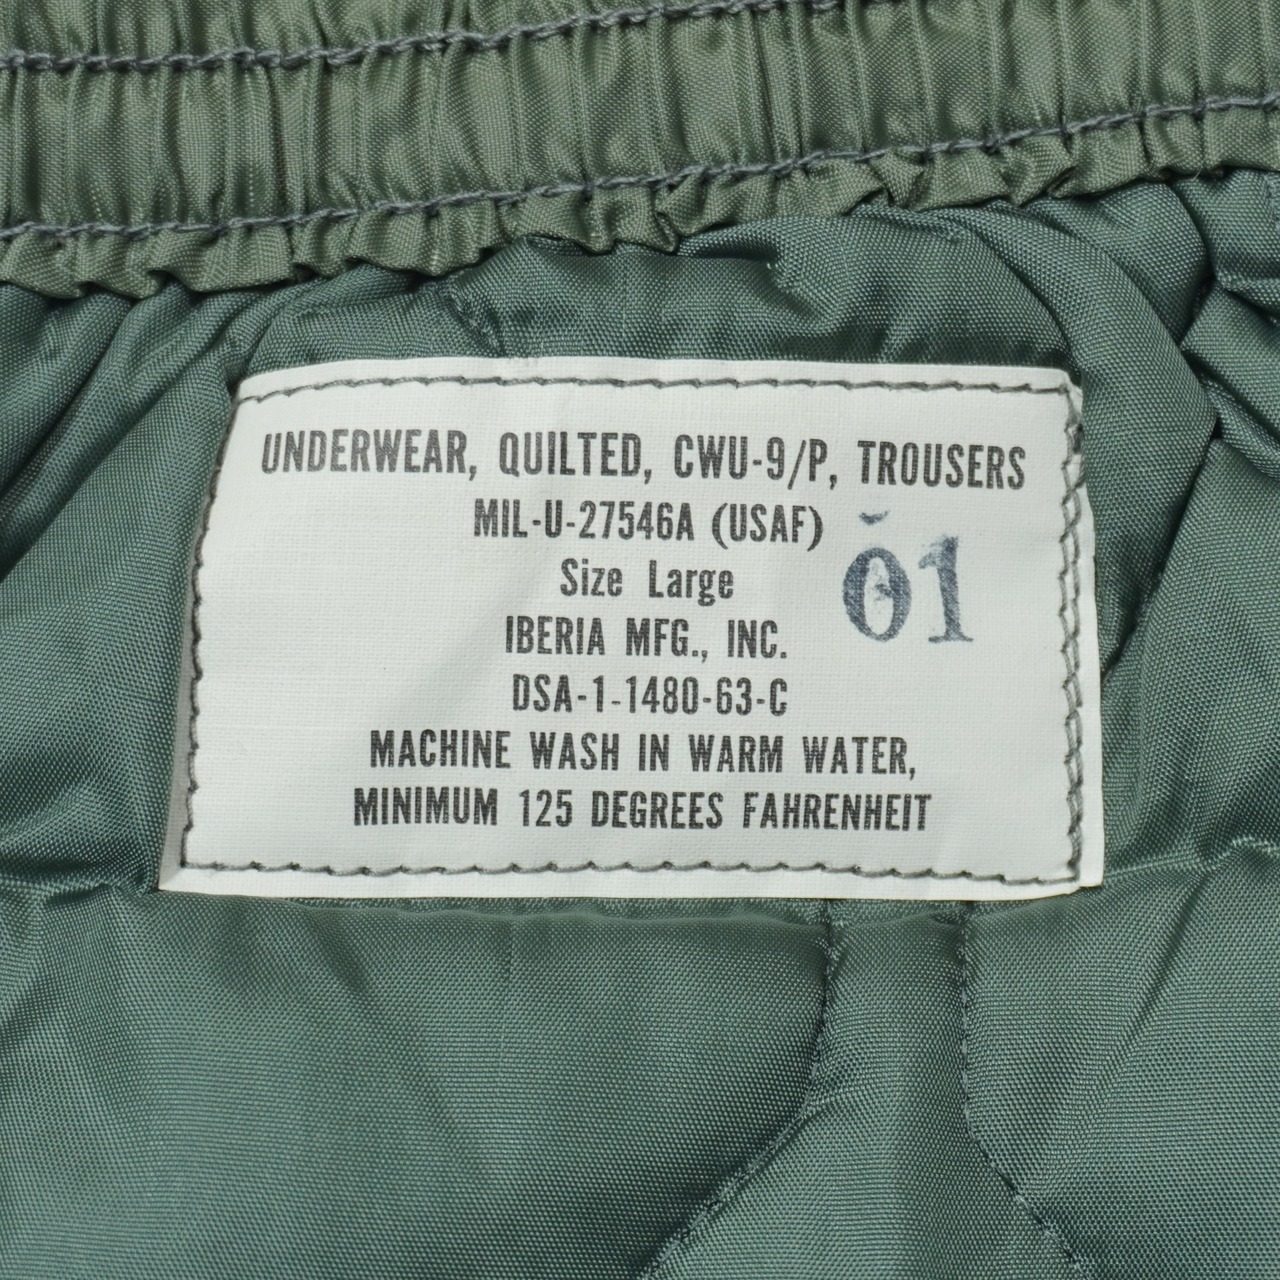 UNDERWEAR, QUILTED, CWU-9/P, TROUSERS
MIL-U-27546A (USAF)
Size Large
01
IBERIA MFG., INC.
DSA-1-1480-63-C
MACHINE WASH IN WARM WATER,
MINIMUM 125 DEGREES FAHRENHEIT